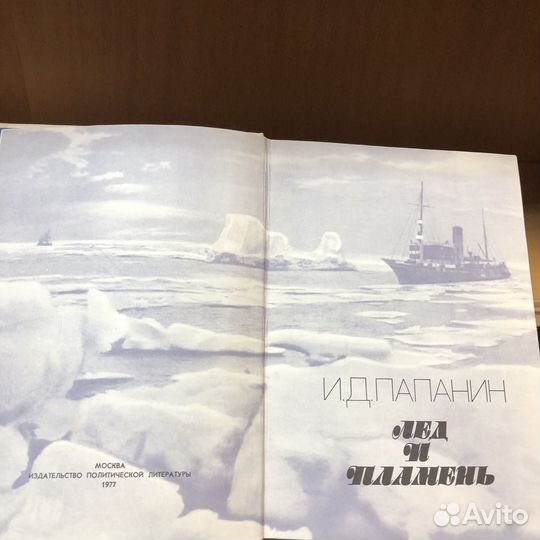 МОСКВА
ИЗДАТЕЛЬСТВО ПОЛИТИЧЕСКОЙ ЛИТЕРАТУРЫ
1977
И.Д.ПАПАНИН
ЛЕД
И
ПЛАМЕНЬ
Avito